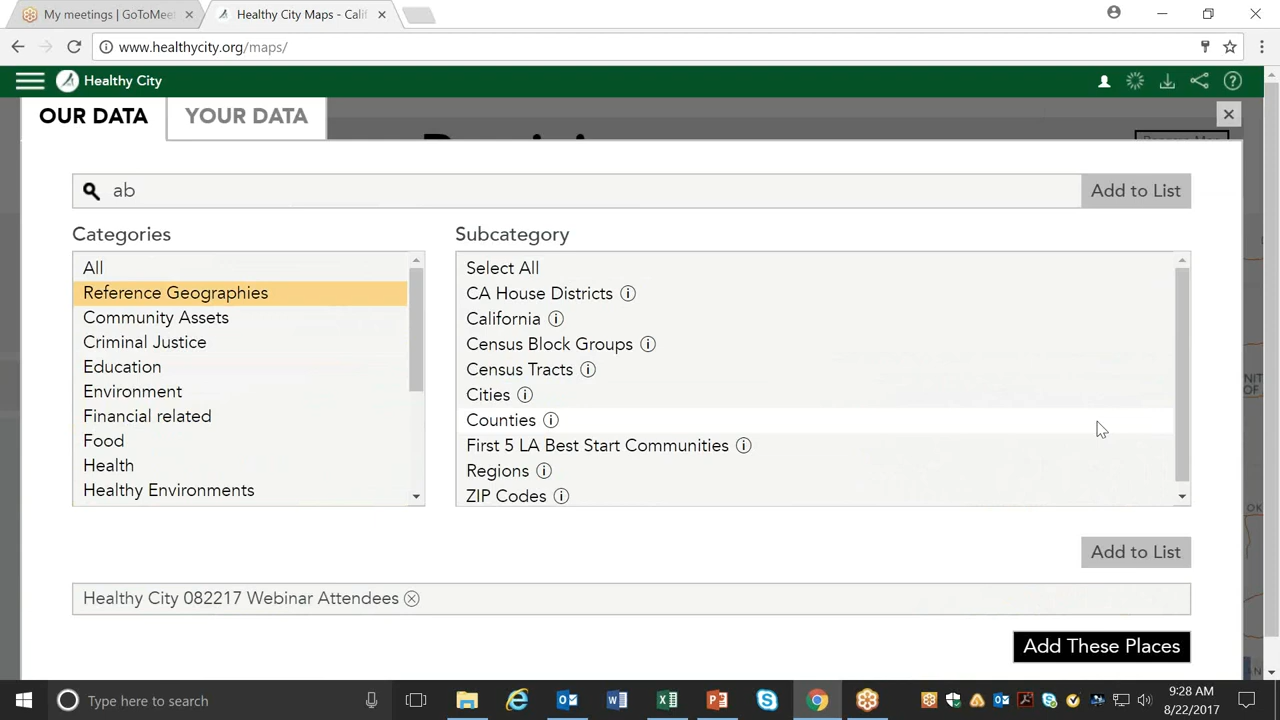 My meetings | GoToMeet
Healthy City Maps - Calif
www.healthycity.org/maps/
Healthy City
OUR DATA
YOUR DATA
ab
Add to List
Categories
Subcategory
All
Reference Geographies
Community Assets
Criminal Justice
Education
Environment
Financial related
Food
Health
Healthy Environments
Select All
CA House Districts
California
Census Block Groups
Census Tracts
Cities
Counties
First 5 LA Best Start Communities
Regions
ZIP Codes
Add to List
Healthy City 082217 Webinar Attendees
Add These Places
Type here to search
9:28 AM
8/22/2017